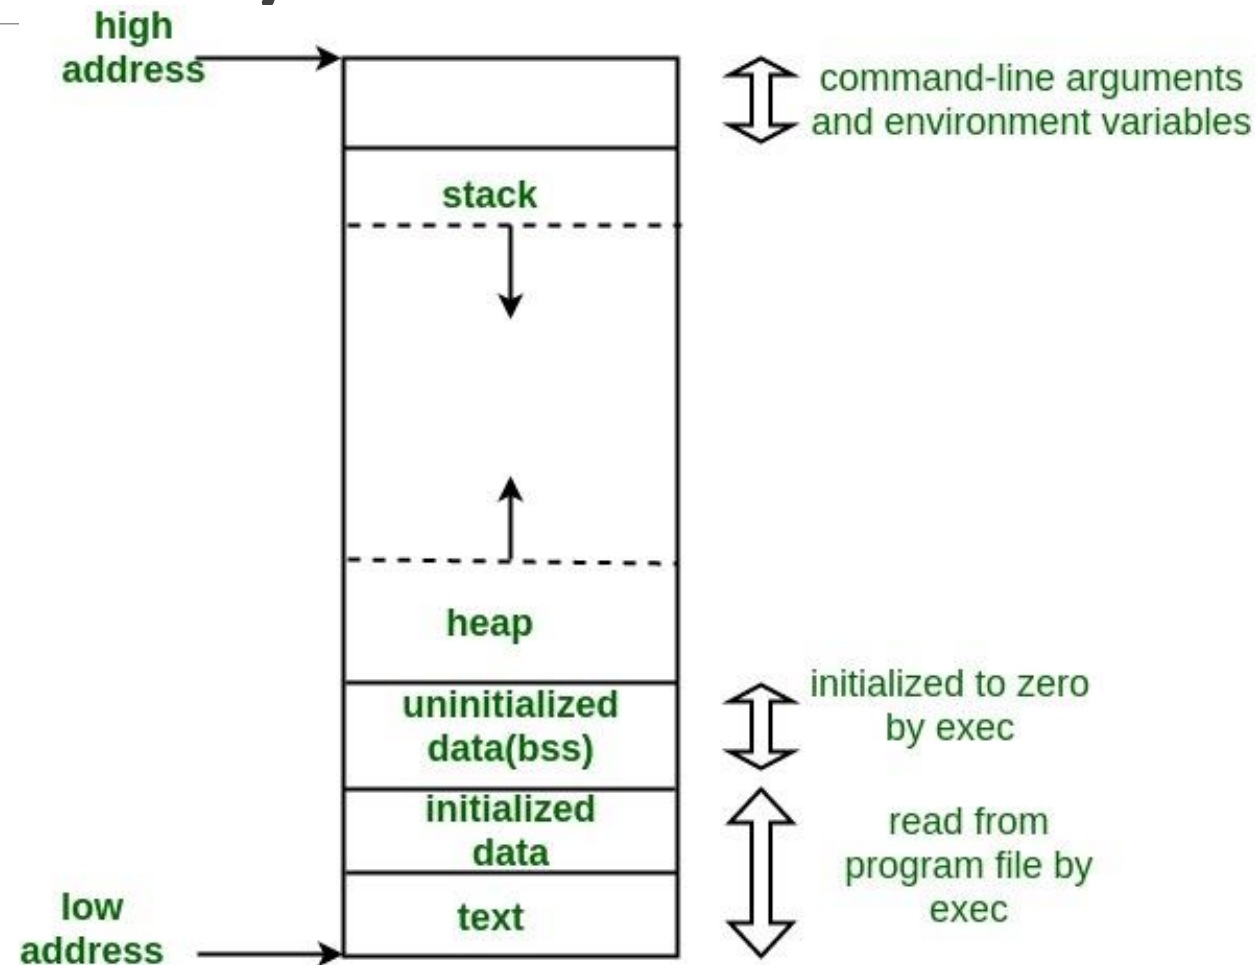 high
address
command-line arguments
and environment variables
stack
heap
uninitialized
data(bss)
initialized to zero
by exec
initialized
data
read from
program file by
exec
text
low
address